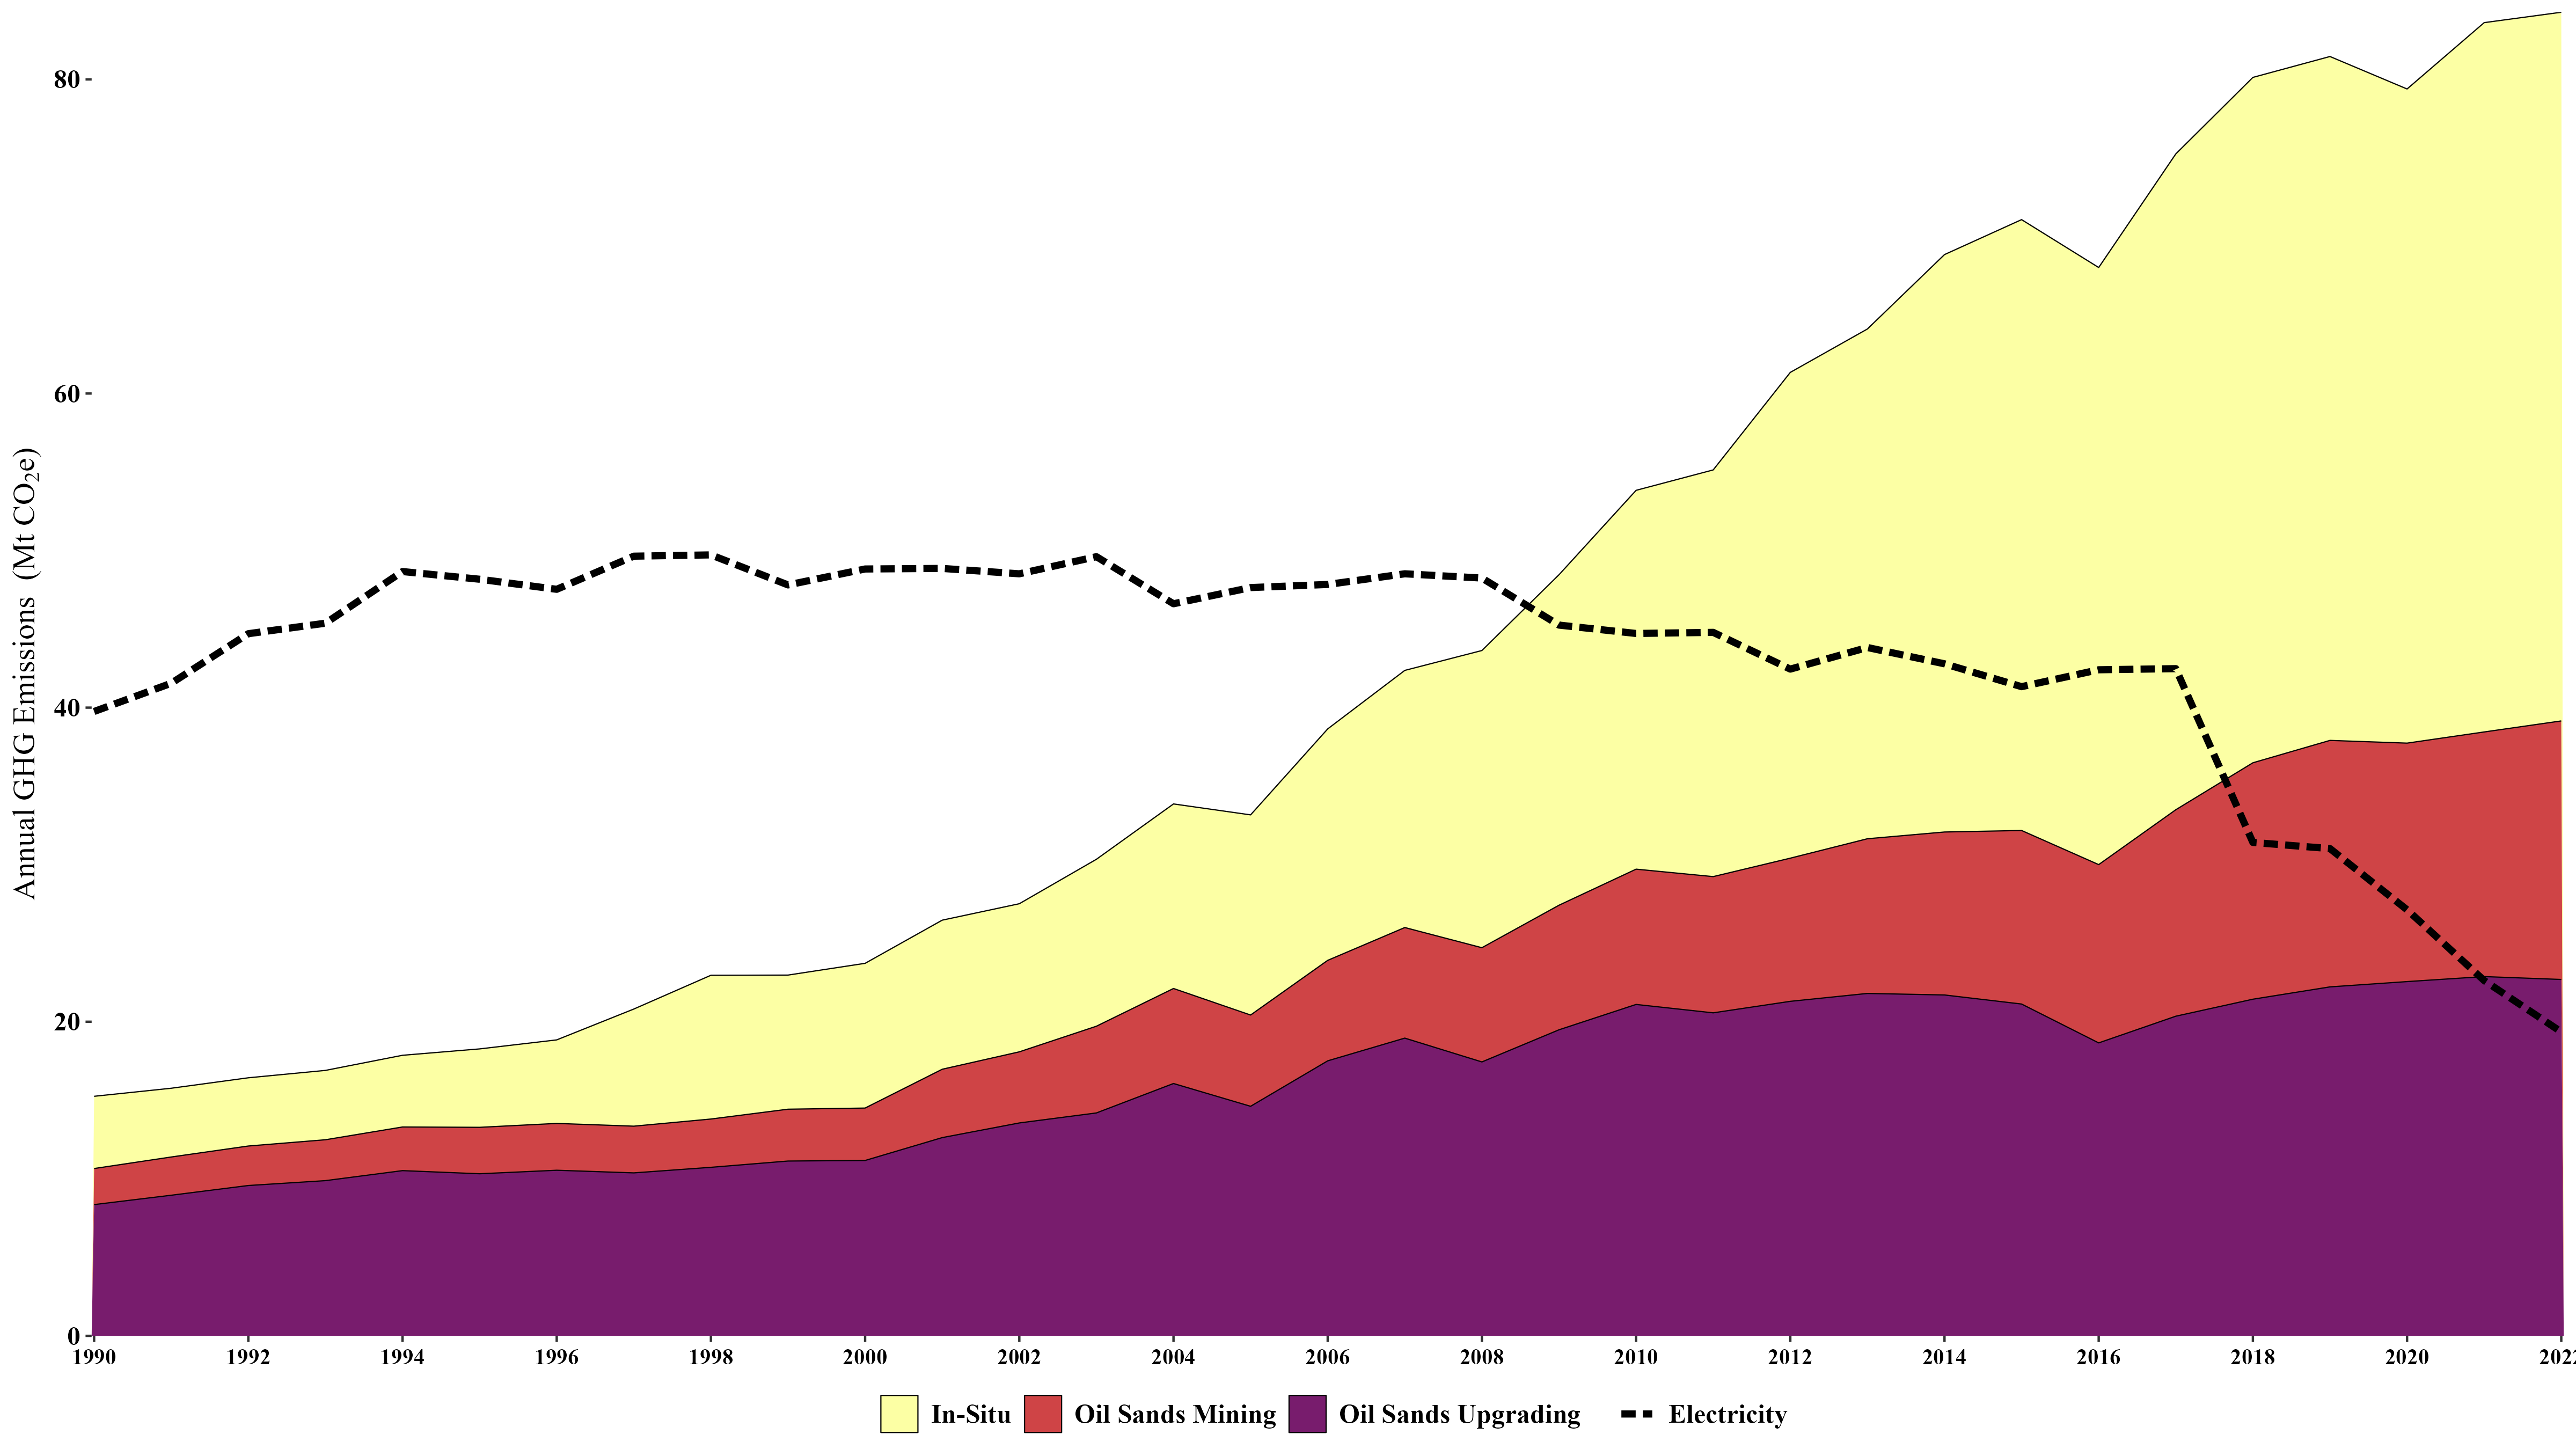 Annual GHG Emissions (Mt CO₂e)
80
60
40
20
0
1990 1992 1994 1996 1998 2000 2002 2004 2006 2008 2010 2012 2014 2016 2018 2020 2022
In-Situ Oil Sands Mining Oil Sands Upgrading Electricity